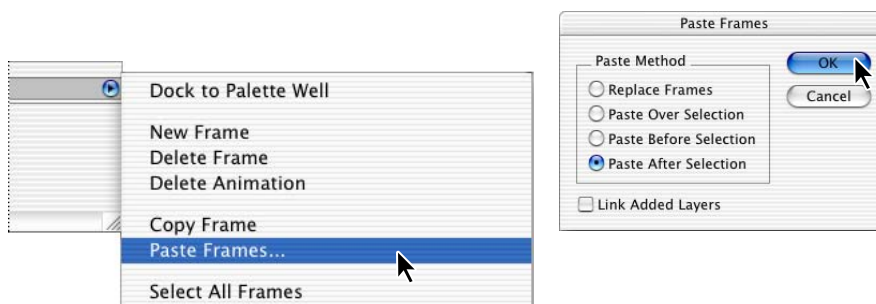 Dock to Palette Well
New Frame
Delete Frame
Delete Animation
Copy Frame
Paste Frames...
Select All Frames
Paste Frames
Paste Method
Replace Frames
Paste Over Selection
Paste Before Selection
Paste After Selection
Link Added Layers
OK
Cancel